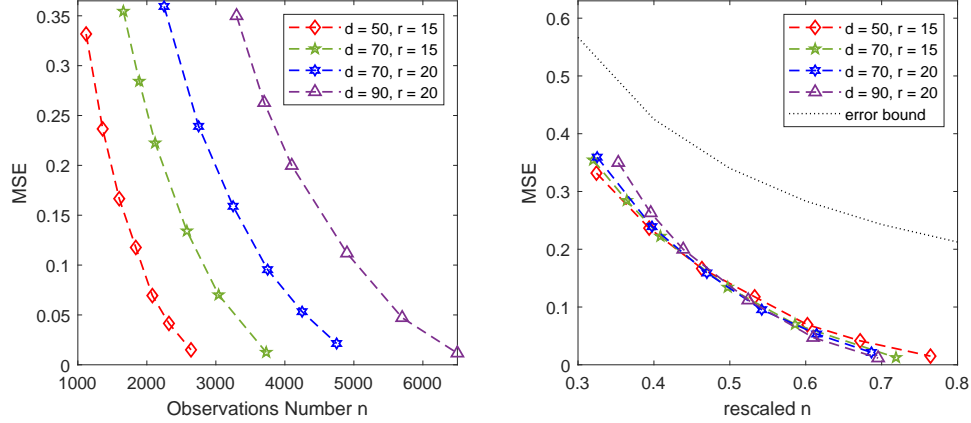 0.35
0.3
0.25
0.2
0.15
0.1
0.05
0
MSE
1000 2000 3000 4000 5000 6000
Observations Number n
d = 50, r = 15
d = 70, r = 15
d = 70, r = 20
d = 90, r = 20
0.6
0.5
0.4
0.3
0.2
0.1
0
MSE
0.3 0.4 0.5 0.6 0.7 0.8
rescaled n
d = 50, r = 15
d = 70, r = 15
d = 70, r = 20
d = 90, r = 20
error bound